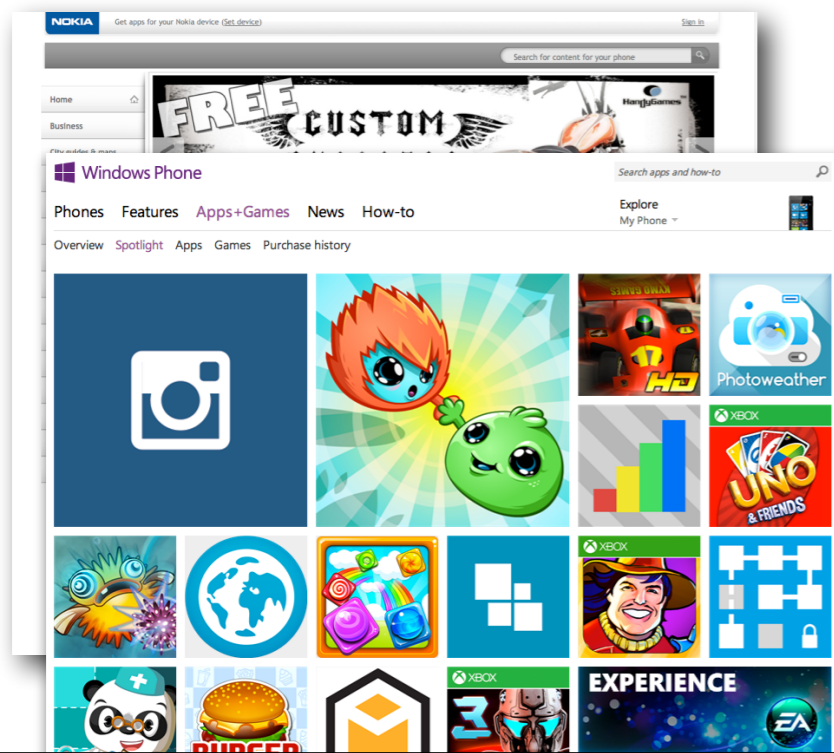 NOKIA
Get apps for your Nokia device (Set device)
Sign in
Search for content for your phone
Home
Business
City guides & maps
FREE
CUSTOM
HandyGames
Windows Phone
Search apps and how-to
Phones Features Apps+Games News How-to
Explore
My Phone
Overview Spotlight Apps Games Purchase history
KYMO GAMES
17
HD
Photoweather
XBOX
UNO
& FRIENDS
XBOX
XBOX
3
BURGER
EXPERIENCE
EA